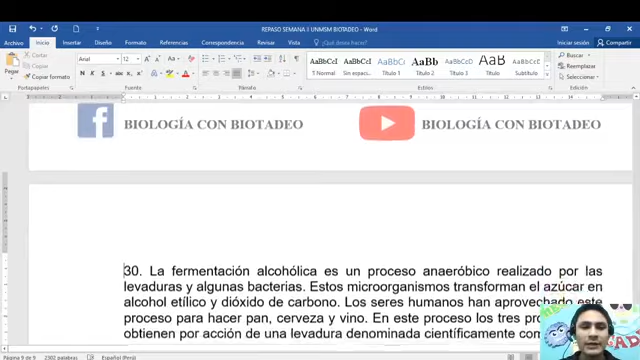 REPASO SEMANA 1 UNMSM BIOTADEO - Word
Archivo Inicio Insertar Diseño Formato Referencias Correspondencia Revisar Vista ¿Qué desea hacer? Iniciar sesión Compartir
Pegar
Cortar
Copiar
Copiar formato
Arial 12
Portapapeles Fuente Párrafo Estilos Edición
AaBbCcI AaBbCcI AaBbC AaBb AaBbCcD AaB AaBbCcC
1 Normal Sin espaci... Título 1 Título 2 Título 3 Título Subtítulo
Buscar
Reemplazar
Seleccionar
BIOLOGÍA CON BIOTADEO BIOLOGÍA CON BIOTADEO
30. La fermentación alcohólica es un proceso anaeróbico realizado por las
levaduras y algunas bacterias. Estos microorganismos transforman el azúcar en
alcohol etílico y dióxido de carbono. Los seres humanos han aprovechado este
proceso para hacer pan, cerveza y vino. En este proceso los tres pro
obtienen por acción de una levadura denominada científicamente com
Página 9 de 9 2302 palabras Español (Perú)